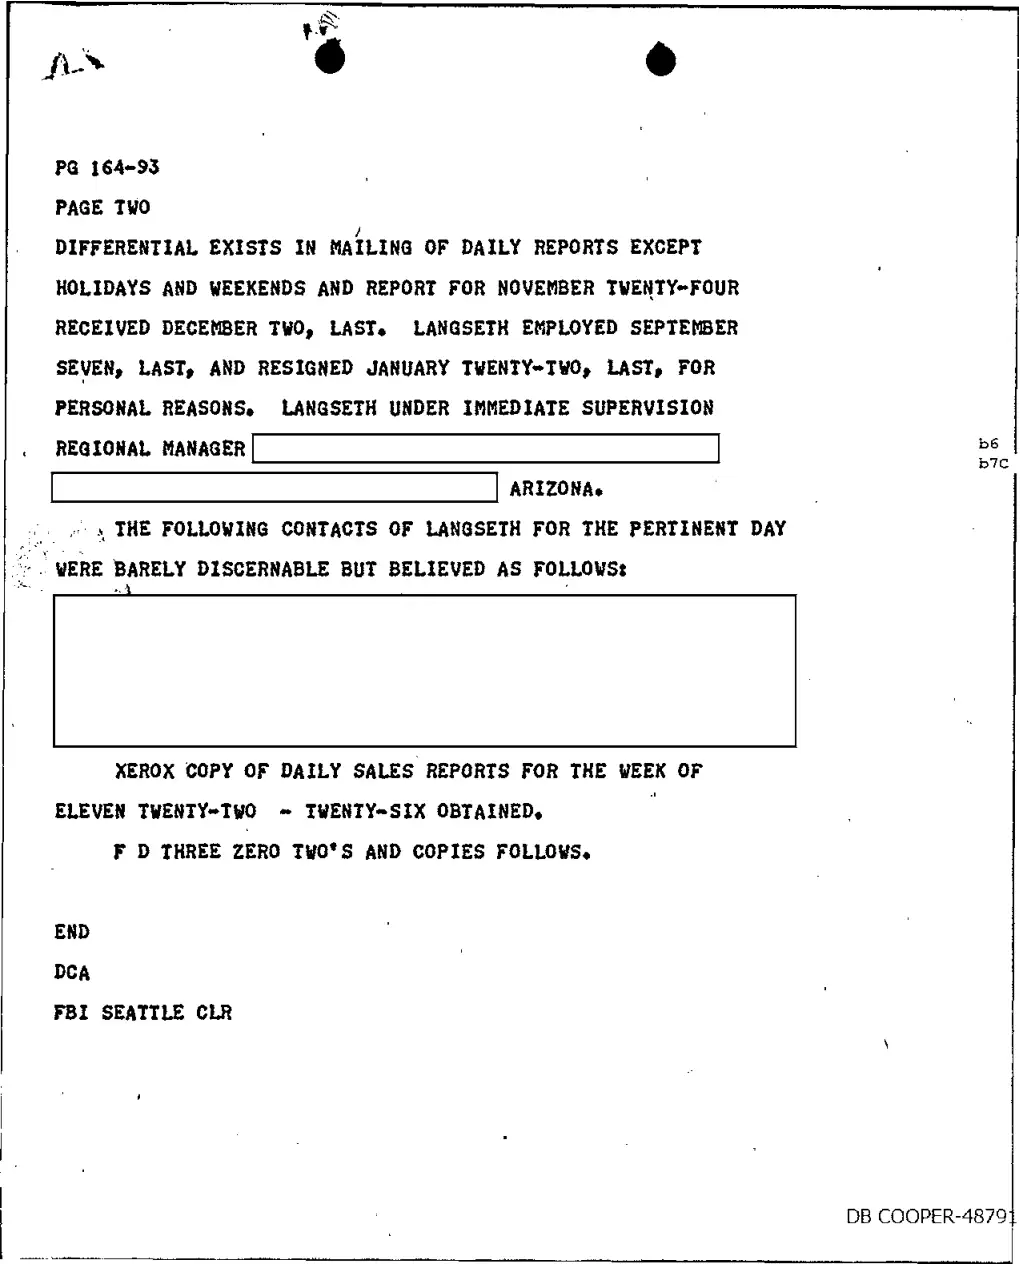 PG 164-93
PAGE TWO
DIFFERENTIAL EXISTS IN MAILING OF DAILY REPORTS EXCEPT
HOLIDAYS AND WEEKENDS AND REPORT FOR NOVEMBER TWENTY-FOUR
RECEIVED DECEMBER TWO, LAST. LANGSETH EMPLOYED SEPTEMBER
SEVEN, LAST, AND RESIGNED JANUARY TWENTY-TWO, LAST, FOR
PERSONAL REASONS. LANGSETH UNDER IMMEDIATE SUPERVISION
REGIONAL MANAGER
b6
b7C
ARIZONA.
THE FOLLOWING CONTACTS OF LANGSETH FOR THE PERTINENT DAY
WERE BARELY DISCERNABLE BUT BELIEVED AS FOLLOWS:
XEROX COPY OF DAILY SALES REPORTS FOR THE WEEK OF
ELEVEN TWENTY-TWO - TWENTY-SIX OBTAINED.
F D THREE ZERO TWO'S AND COPIES FOLLOWS.
END
DCA
FBI SEATTLE CLR
DB COOPER-48791